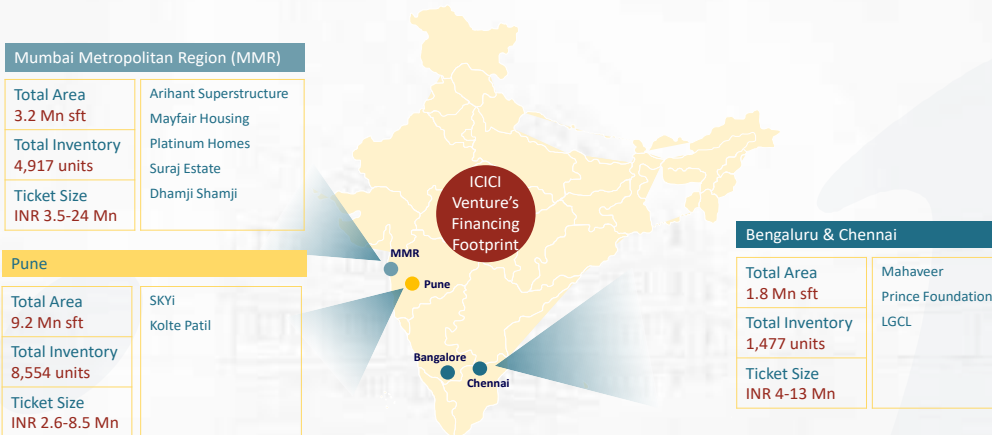 Mumbai Metropolitan Region (MMR)
Total Area
3.2 Mn sft
Total Inventory
4,917 units
Ticket Size
INR 3.5-24 Mn
Arihant Superstructure
Mayfair Housing
Platinum Homes
Suraj Estate
Dhamji Shamji
Pune
Total Area
9.2 Mn sft
Total Inventory
8,554 units
Ticket Size
INR 2.6-8.5 Mn
SKYi
Kolte Patil
ICICI
Venture's
Financing
Footprint
MMR
Pune
Bangalore
Chennai
Bengaluru & Chennai
Total Area
1.8 Mn sft
Total Inventory
1,477 units
Ticket Size
INR 4-13 Mn
Mahaveer
Prince Foundation
LGCL